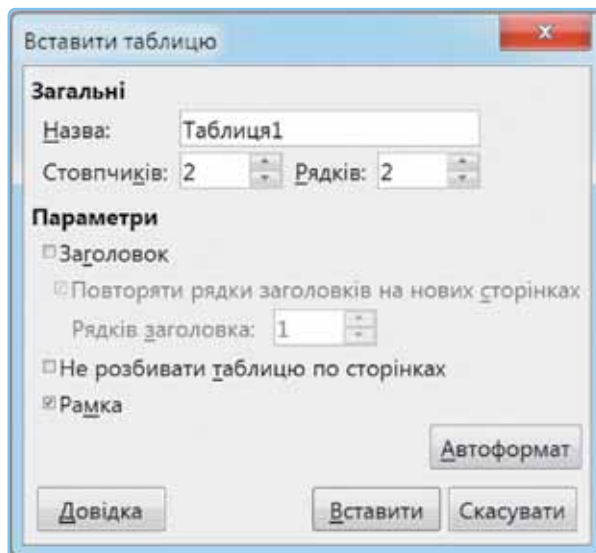 Вставити таблицю
Загальні
Назва: Таблиця1
Стовпчиків: 2 Рядків: 2
Параметри
Заголовок
Повторяти рядки заголовків на нових сторінках
Рядків заголовка: 1
Не розбивати таблицю по сторінках
Рамка
Автоформат
Довідка Вставити Скасувати